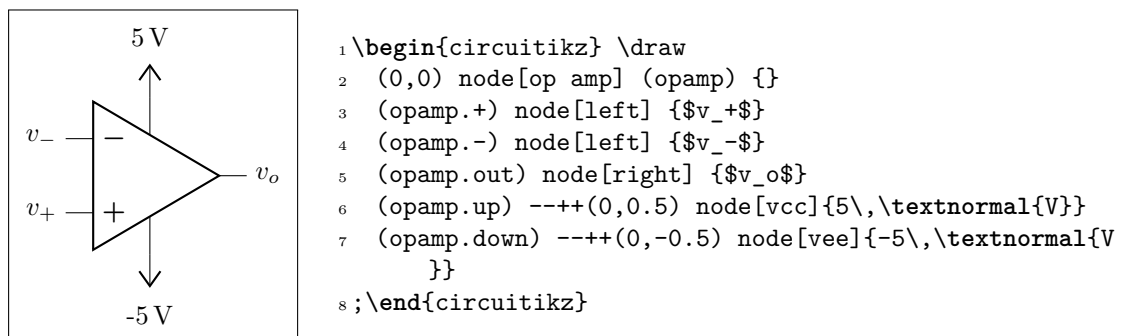 5 V
v_−
−
v_o
v_+
+
-5 V
1 \begin{circuitikz} \draw
2   (0,0) node[op amp] (opamp) {}
3   (opamp.+) node[left] {$v_+$}
4   (opamp.-) node[left] {$v_-$}
5   (opamp.out) node[right] {$v_o$}
6   (opamp.up) --++(0,0.5) node[vcc]{5\,\textnormal{V}}
7   (opamp.down) --++(0,-0.5) node[vee]{-5\,\textnormal{V
}}
8 ;\end{circuitikz}